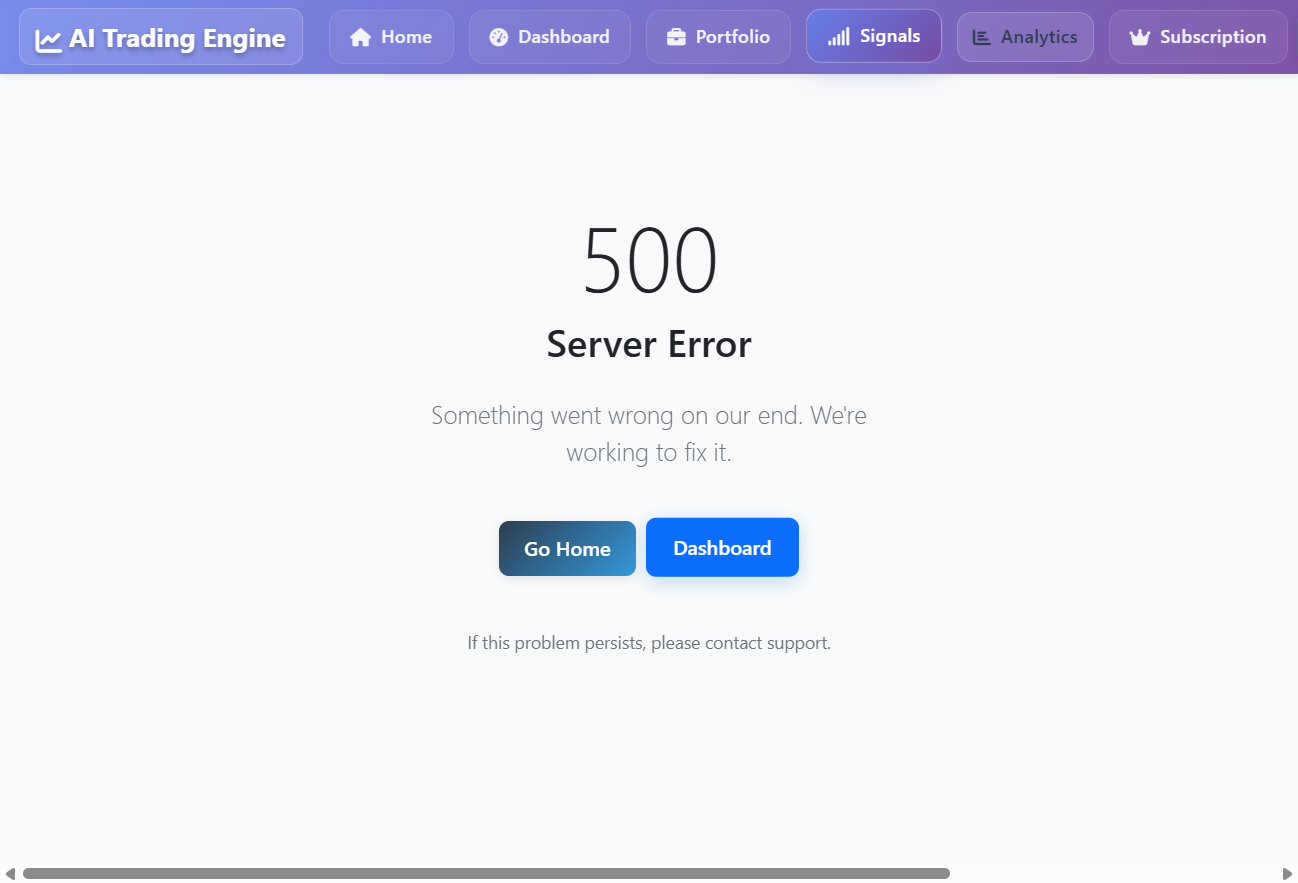 AI Trading Engine
Home
Dashboard
Portfolio
Signals
Analytics
Subscription
500
Server Error
Something went wrong on our end. We're
working to fix it.
Go Home
Dashboard
If this problem persists, please contact support.